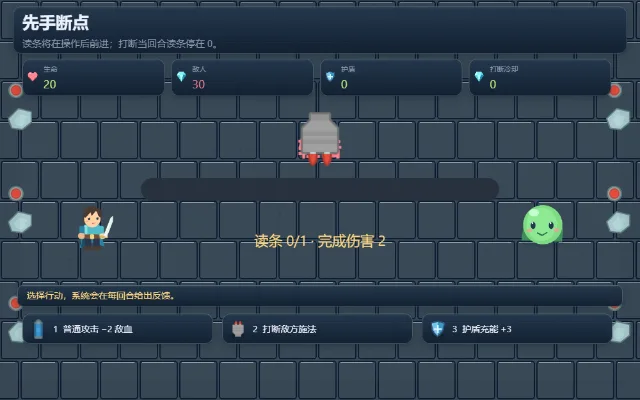 先手断点
读条将在操作后前进；打断当回合读条停在 0。
生命
20
敌人
30
护盾
0
打断冷却
0
读条 0/1 · 完成伤害 2
选择行动，系统会在每回合给出反馈。
1 普通攻击 −2 敌血
2 打断敌方施法
3 护盾充能 +3